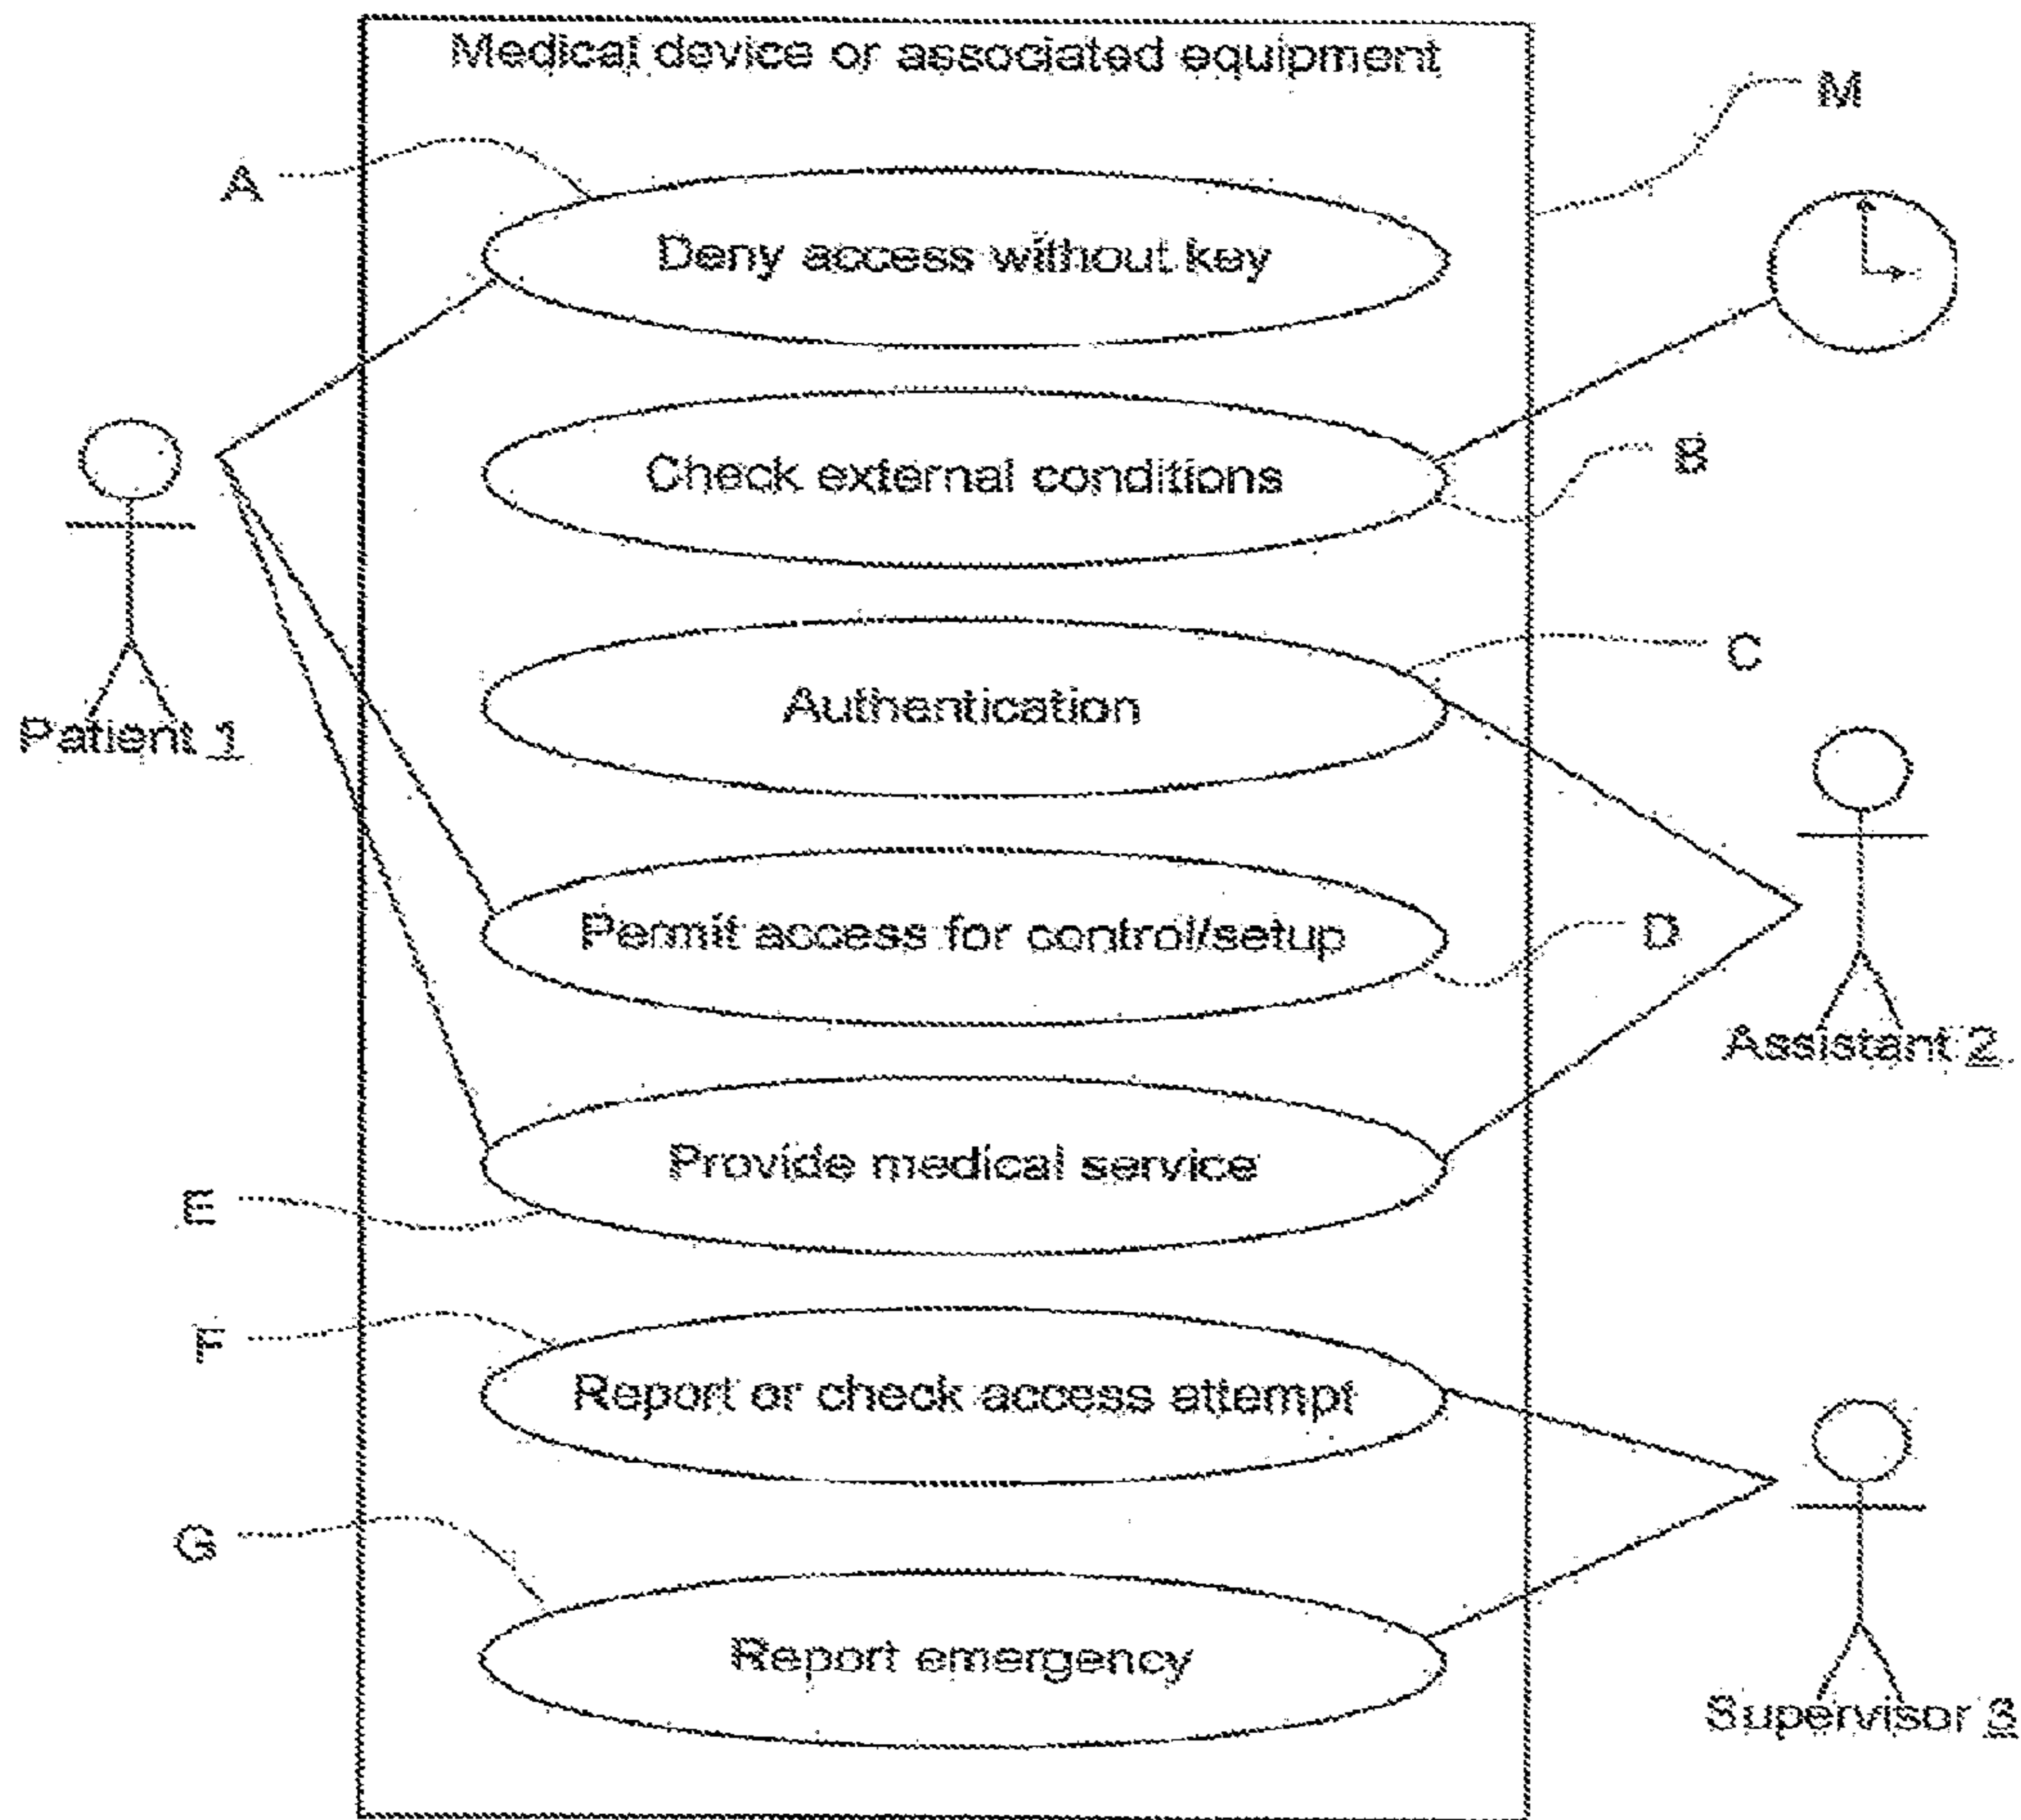 Medical device or associated equipment
M
A
Deny access without key
Check external conditions
B
Authentication
C
Patient 1
Permit access for control/setup
D
Assistant 2
Provide medical service
E
F
Report or check access attempt
G
Report emergency
Supervisor 3